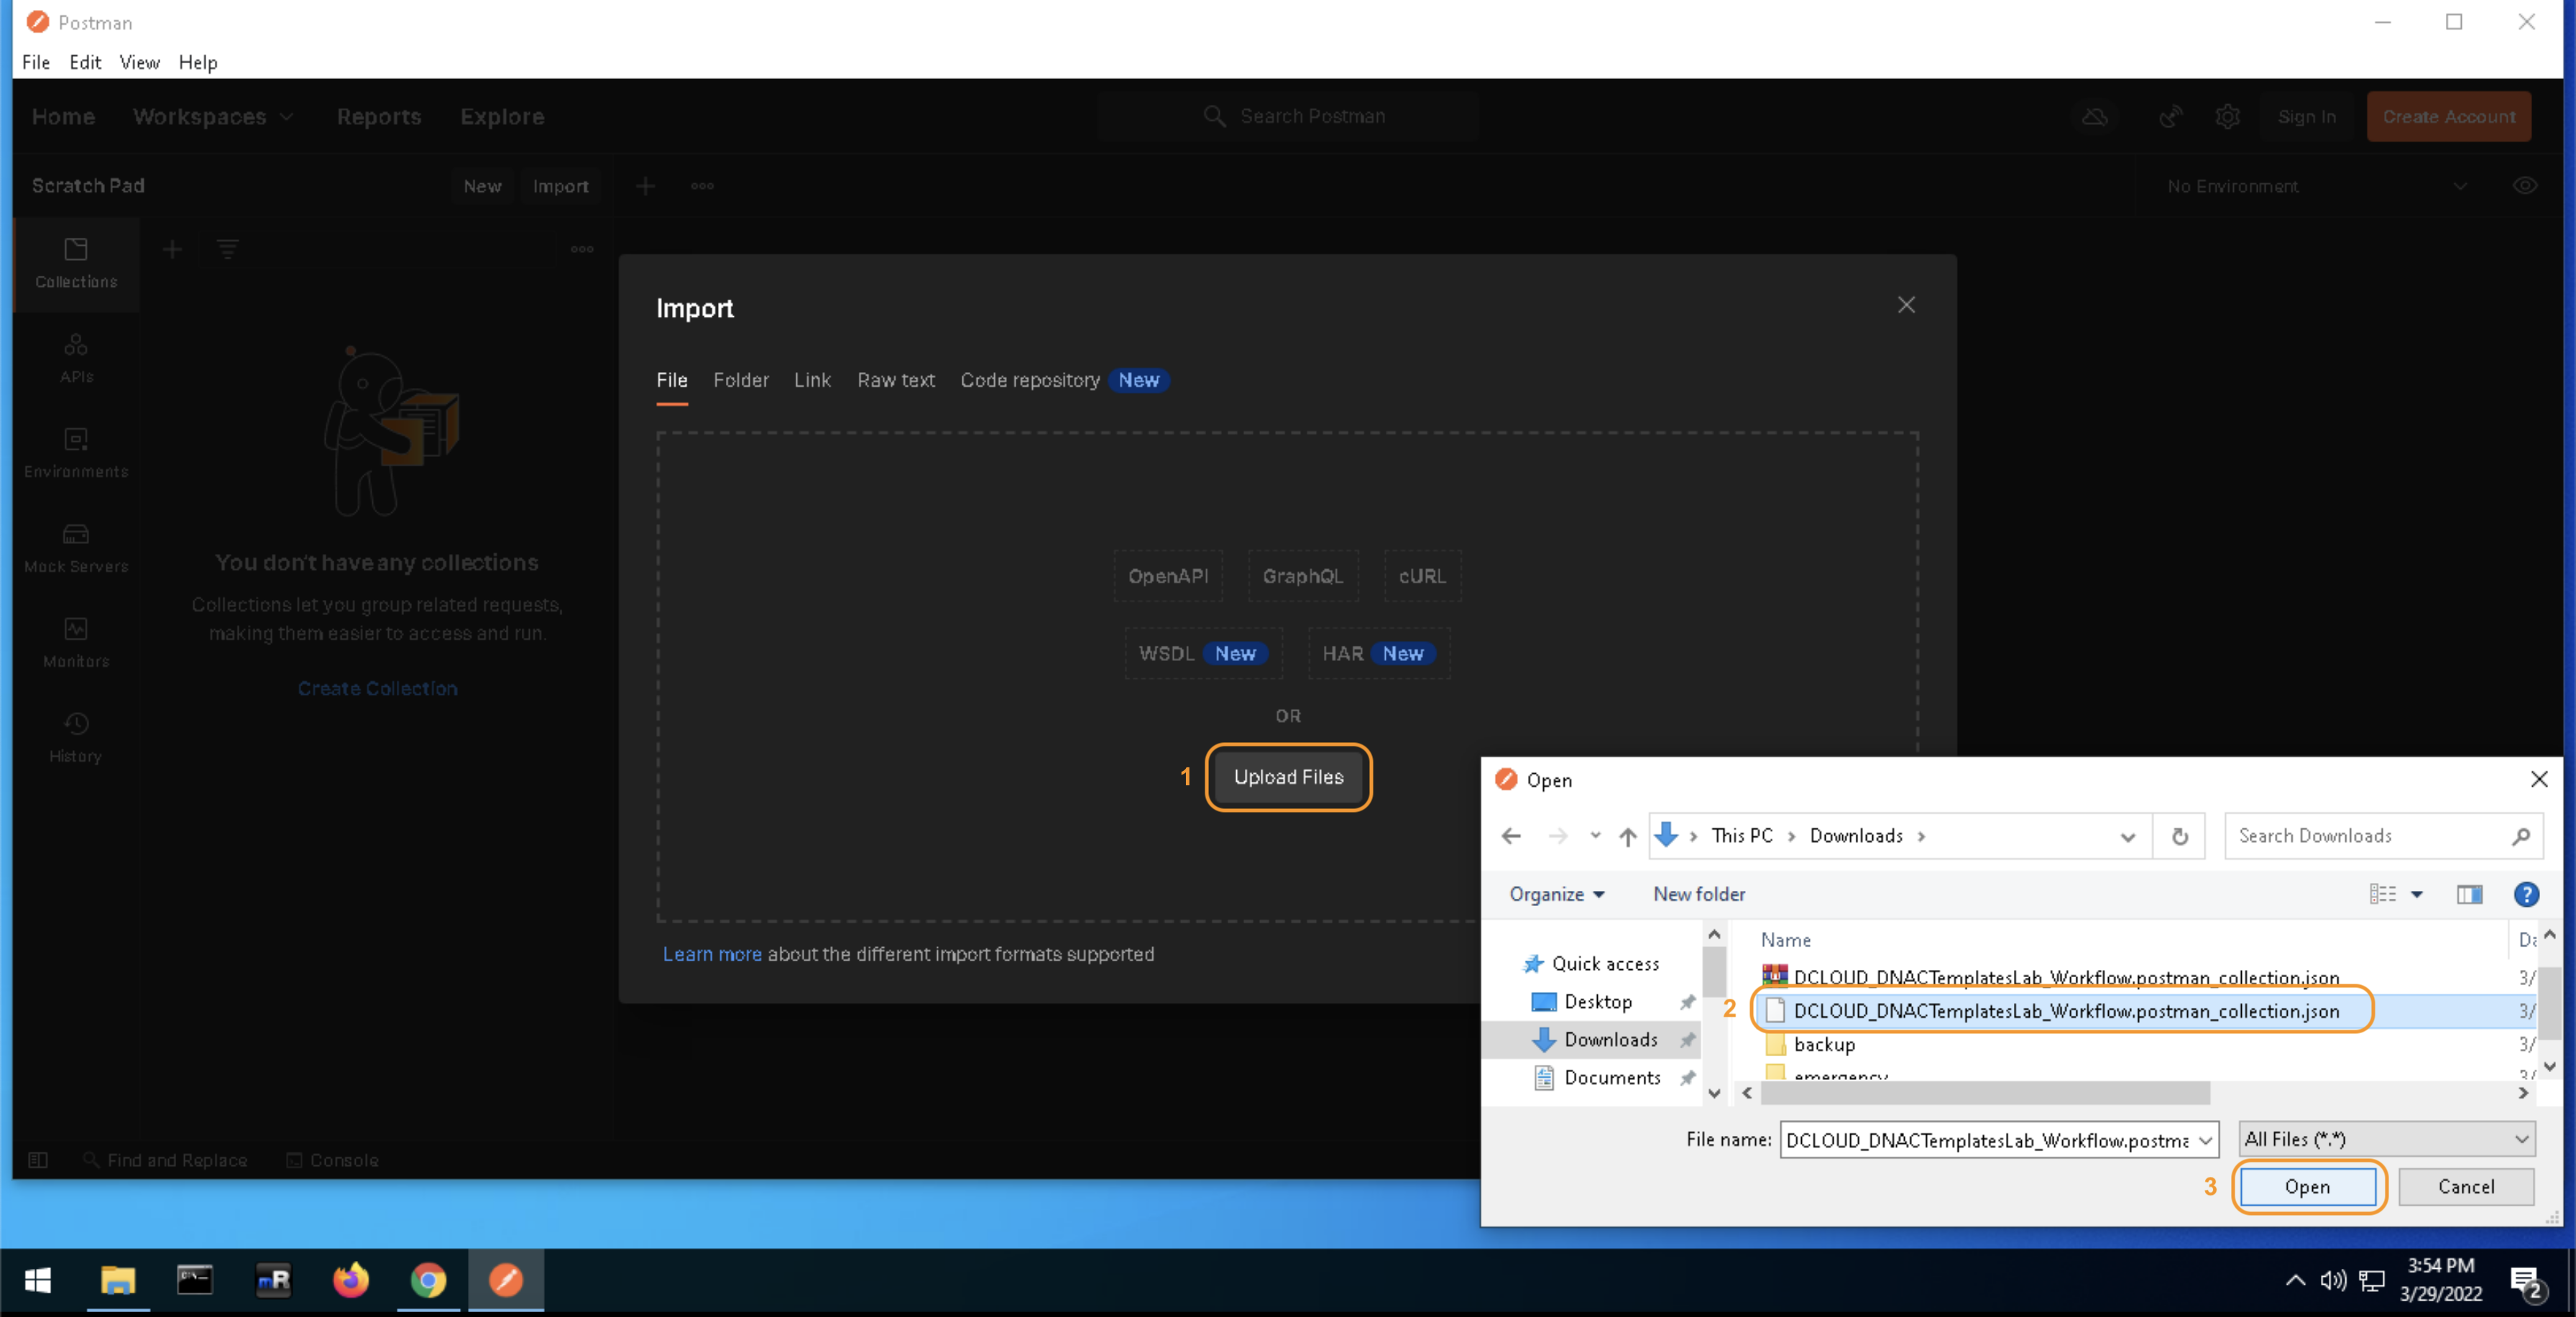 Postman
File Edit View Help
Home Workspaces Reports Explore Search Postman Sign In Create Account
Scratch Pad New Import No Environment
Collections
APIs
Environments
Mock Servers
Monitors
History
You don't have any collections
Collections let you group related requests,
making them easier to access and run.
Create Collection
Import
File Folder Link Raw text Code repository New
OpenAPI GraphQL cURL
WSDL New HAR New
OR
1 Upload Files
Learn more about the different import formats supported
Open
This PC Downloads Search Downloads
Organize New folder
Quick access
Desktop
Downloads
Documents
Name
DCLOUD_DNACTemplatesLab_Workflow.postman_collection.json 3/
2 DCLOUD_DNACTemplatesLab_Workflow.postman_collection.json 3/
backup 3/
emergency 3/
File name: DCLOUD_DNACTemplatesLab_Workflow.postma All Files (*.*)
3 Open Cancel
Find and Replace Console
mR
3:54 PM
3/29/2022
2